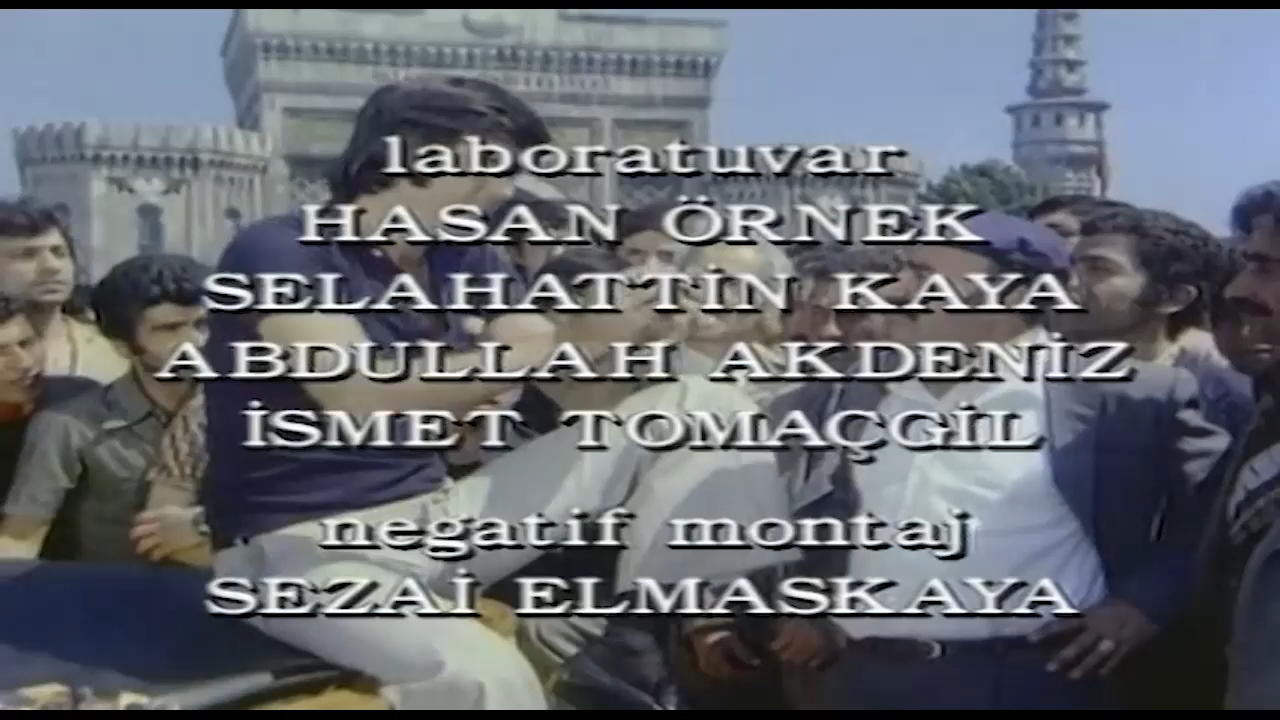 laboratuvar
HASAN ÖRNEK
SELAHATTİN KAYA
ABDULLAH AKDENİZ
İSMET TOMAÇGİL
negatif montaj
SEZAİ ELMASKAYA